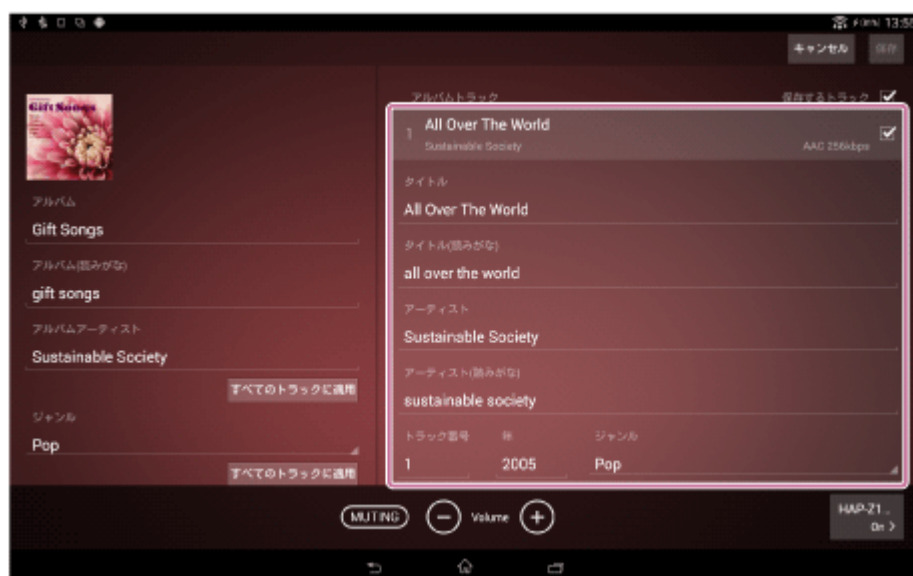 13:55
キャンセル
保存
Gift Songs
アルバムトラック
保存するトラック
1 All Over The World
Sustainable Society
AAC 256kbps
アルバム
Gift Songs
アルバム(読みがな)
gift songs
アルバムアーティスト
Sustainable Society
すべてのトラックに適用
ジャンル
Pop
すべてのトラックに適用
タイトル
All Over The World
タイトル(読みがな)
all over the world
アーティスト
Sustainable Society
アーティスト(読みがな)
sustainable society
トラック番号 年 ジャンル
1 2005 Pop
MUTING
Volume
HAP-Z1 ..
On >